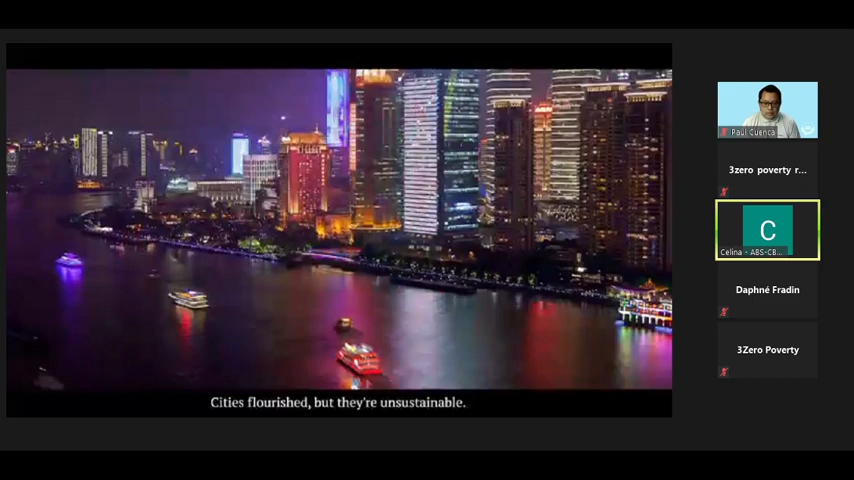 Cities flourished, but they're unsustainable.
Paul Cuenca
3zero poverty r...
C
Celina - ABS-CB...
Daphné Fradin
3Zero Poverty